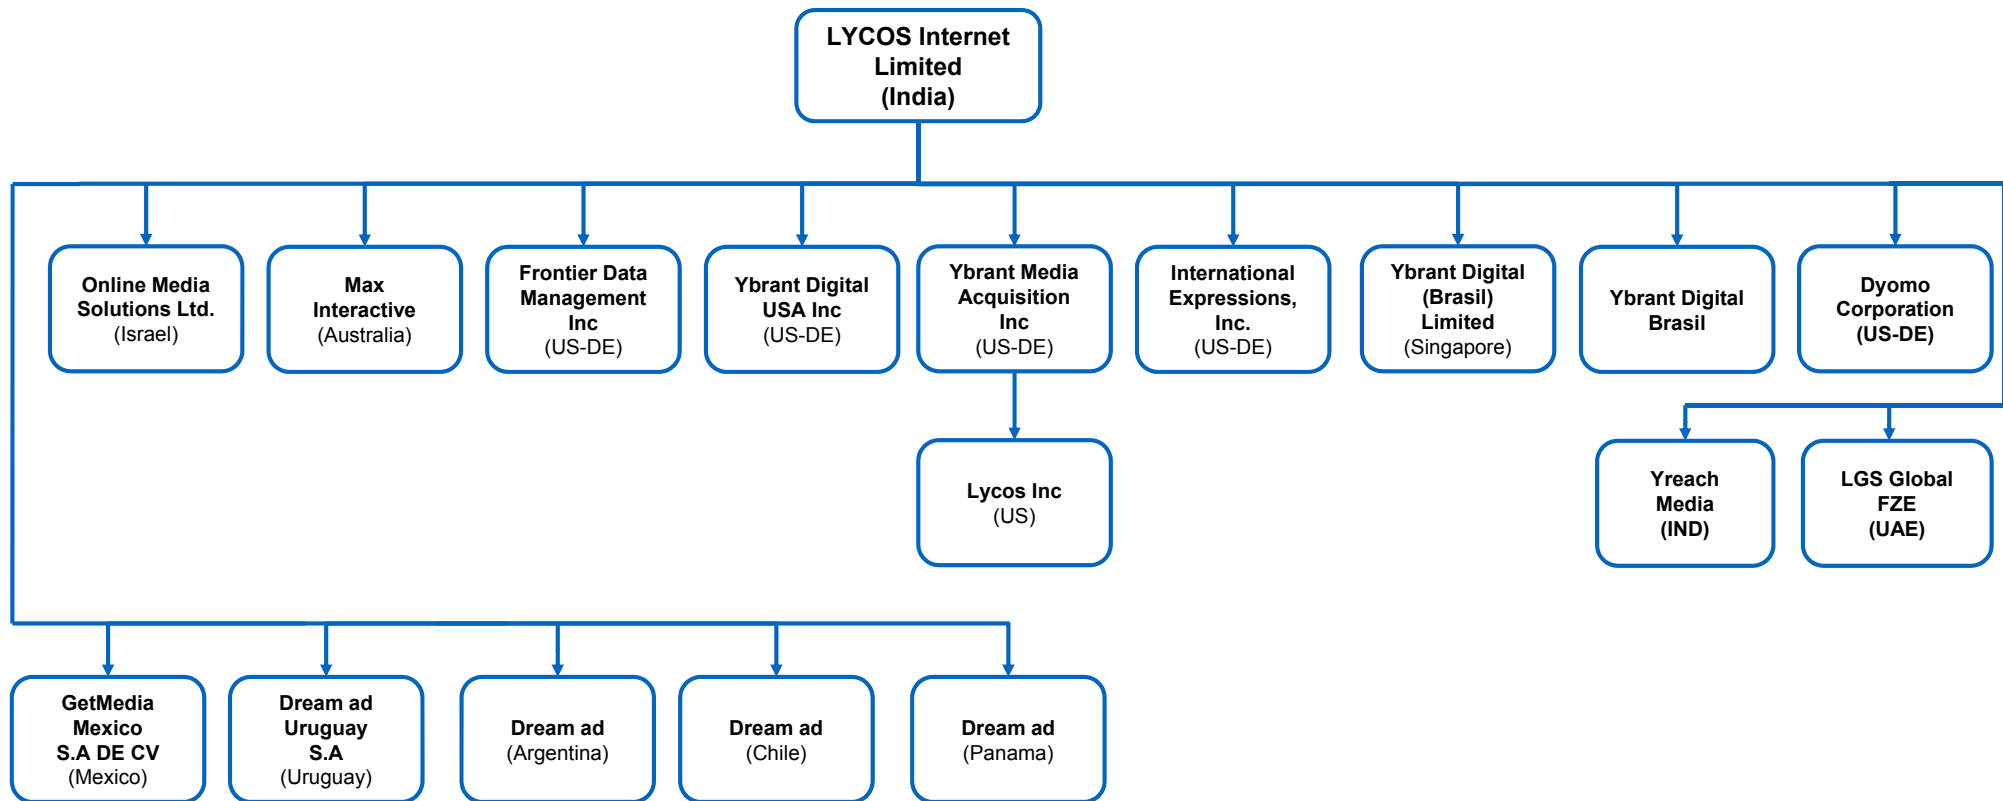 LYCOS Internet
Limited
(India)
Online Media
Solutions Ltd.
(Israel)
Max
Interactive
(Australia)
Frontier Data
Management
Inc
(US-DE)
Ybrant Digital
USA Inc
(US-DE)
Ybrant Media
Acquisition
Inc
(US-DE)
International
Expressions,
Inc.
(US-DE)
Ybrant Digital
(Brasil)
Limited
(Singapore)
Ybrant Digital
Brasil
Dyomo
Corporation
(US-DE)
Lycos Inc
(US)
Yreach
Media
(IND)
LGS Global
FZE
(UAE)
GetMedia
Mexico
S.A DE CV
(Mexico)
Dream ad
Uruguay
S.A
(Uruguay)
Dream ad
(Argentina)
Dream ad
(Chile)
Dream ad
(Panama)